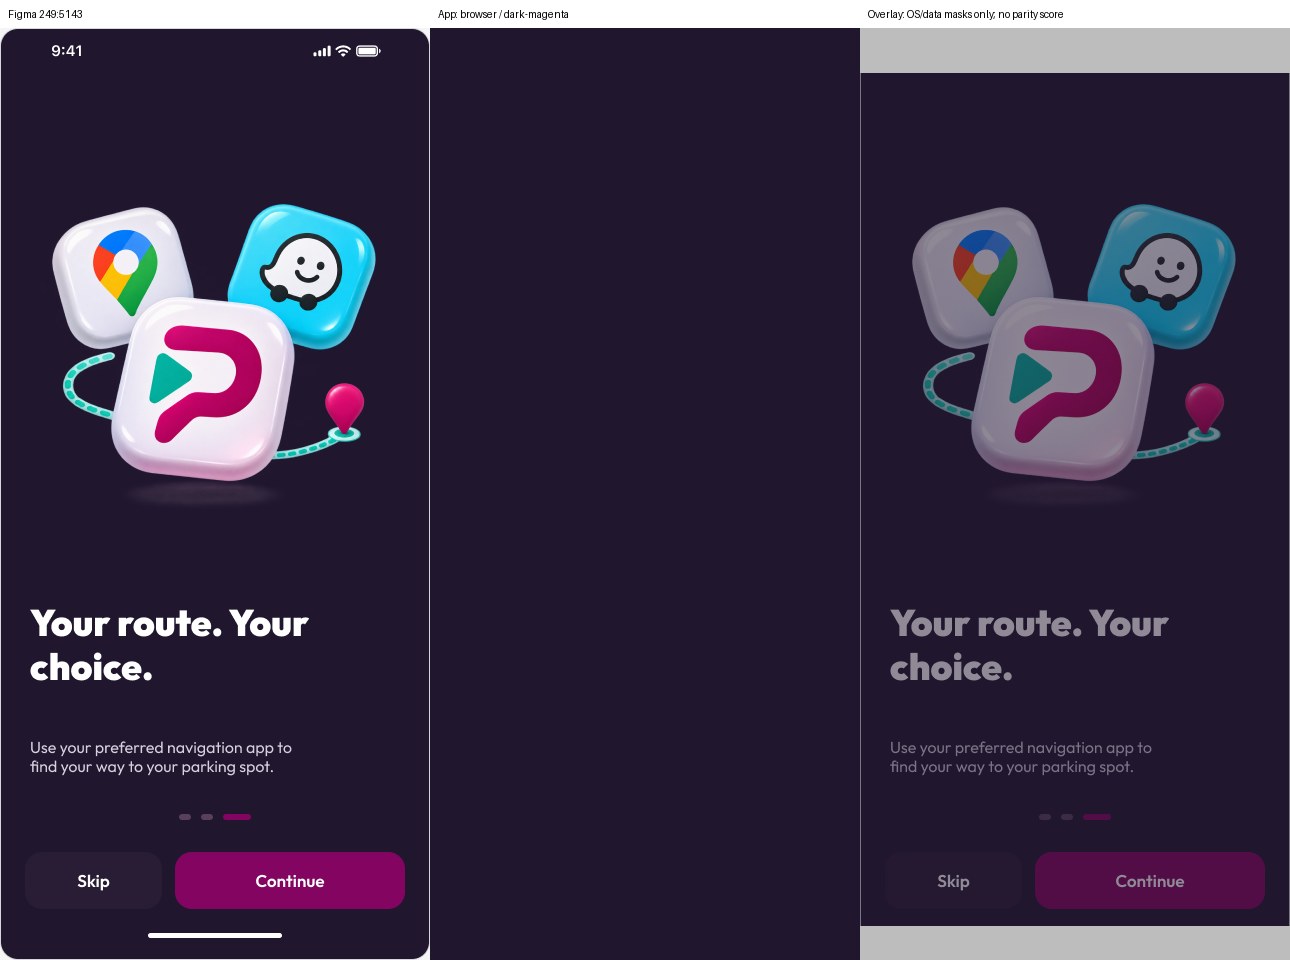 Figma 249:5143
App: browser / dark-magenta
Overlay: OS/data masks only; no parity score
9:41
Your route. Your
choice.
Use your preferred navigation app to
find your way to your parking spot.
Skip
Continue
Your route. Your
choice.
Use your preferred navigation app to
find your way to your parking spot.
Skip
Continue